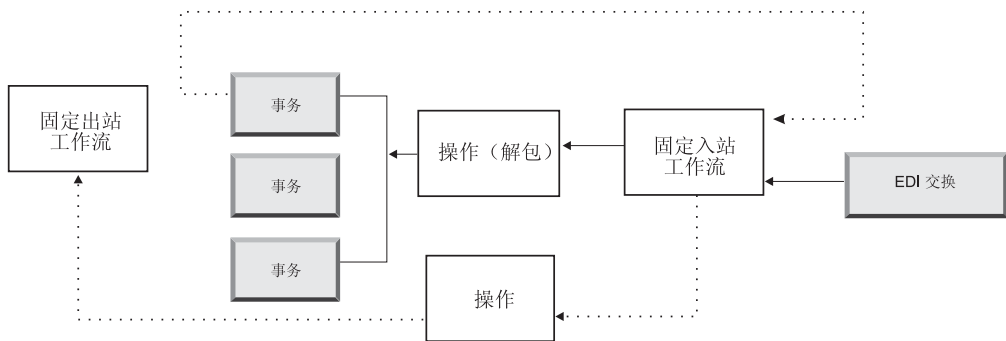 固定出站
工作流
事务
事务
事务
操作（解包）
操作
固定入站
工作流
EDI 交换